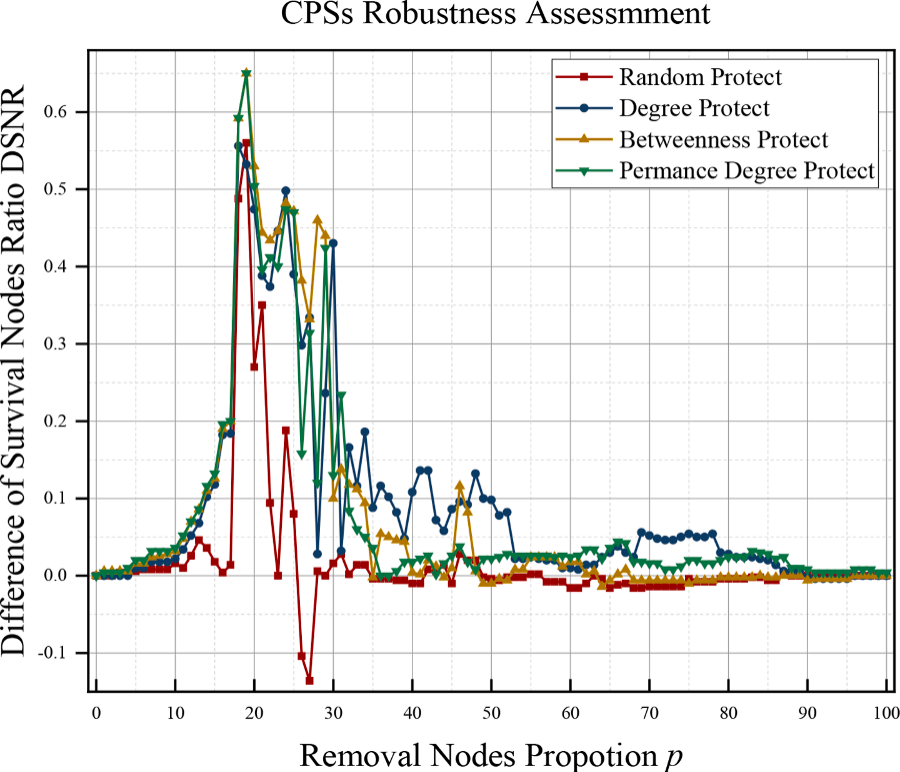 CPSs Robustness Assessmment
Difference of Survival Nodes Ratio DSNR
0.6
0.5
0.4
0.3
0.2
0.1
0.0
-0.1
Random Protect
Degree Protect
Betweenness Protect
Permance Degree Protect
0 10 20 30 40 50 60 70 80 90 100
Removal Nodes Propotion p